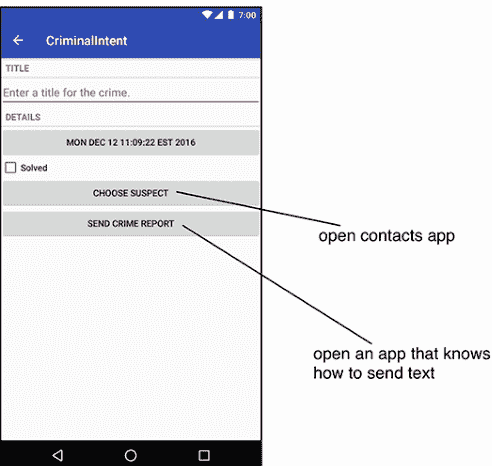 7:00
CriminalIntent
TITLE
Enter a title for the crime.
DETAILS
MON DEC 12 11:09:22 EST 2016
Solved
CHOOSE SUSPECT
SEND CRIME REPORT
open contacts app
open an app that knows
how to send text